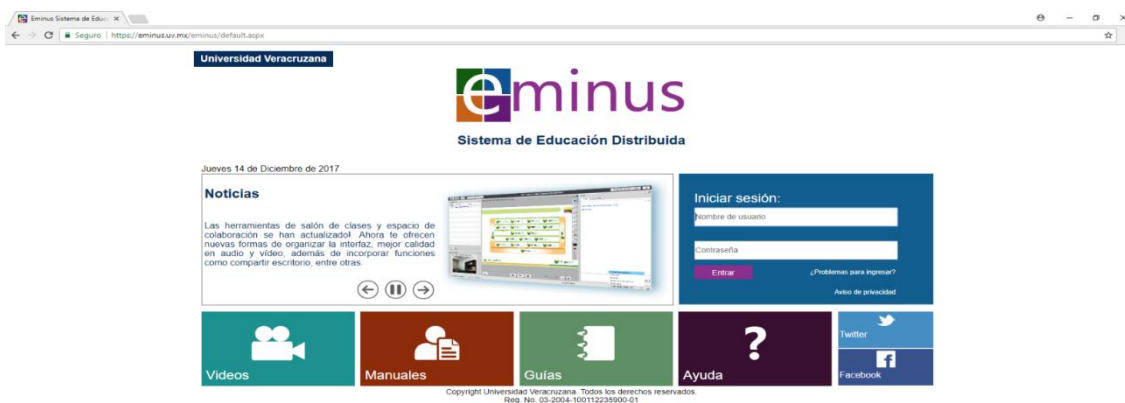 Eminus Sistema de Educ
Seguro | https://eminus.uv.mx/eminus/default.aspx
Universidad Veracruzana
eminus
Sistema de Educación Distribuida
Jueves 14 de Diciembre de 2017
Noticias
Las herramientas de salón de clases y espacio de
colaboración se han actualizado!. Ahora te ofrecen
nuevas formas de organizar la interfaz, mejor calidad
en audio y vídeo, además de incorporar funciones
como compartir escritorio, entre otras.
Iniciar sesión:
Nombre de usuario
Contraseña
Entrar
¿Problemas para ingresar?
Aviso de privacidad
Videos
Manuales
Guías
?
Ayuda
Twitter
f
Facebook
Copyright Universidad Veracruzana. Todos los derechos reservados.
Reg. No. 03-2004-100112235900-01